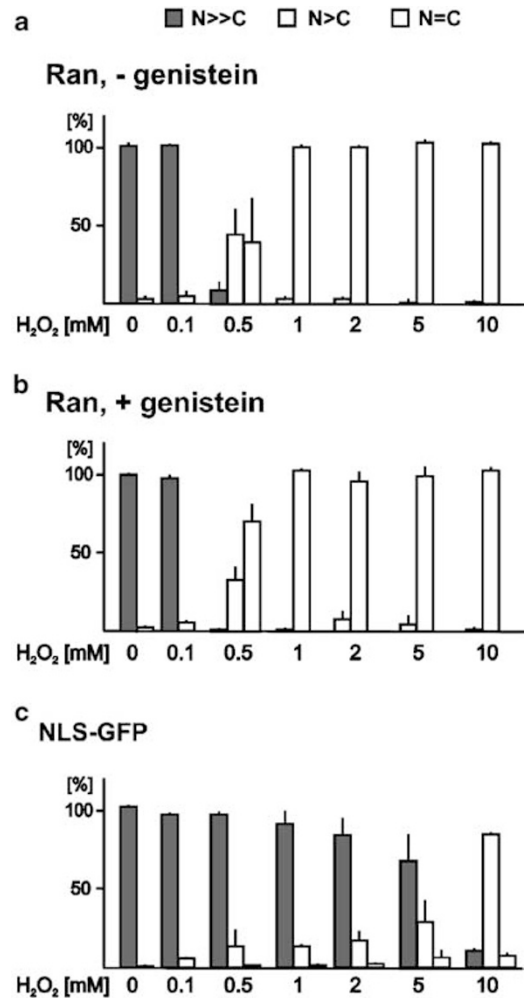 a
N>>C N>C N=C
Ran, - genistein
[%]
100
50
H₂O₂ [mM] 0 0.1 0.5 1 2 5 10
b
Ran, + genistein
[%]
100
50
H₂O₂ [mM] 0 0.1 0.5 1 2 5 10
c
NLS-GFP
[%]
100
50
H₂O₂ [mM] 0 0.1 0.5 1 2 5 10